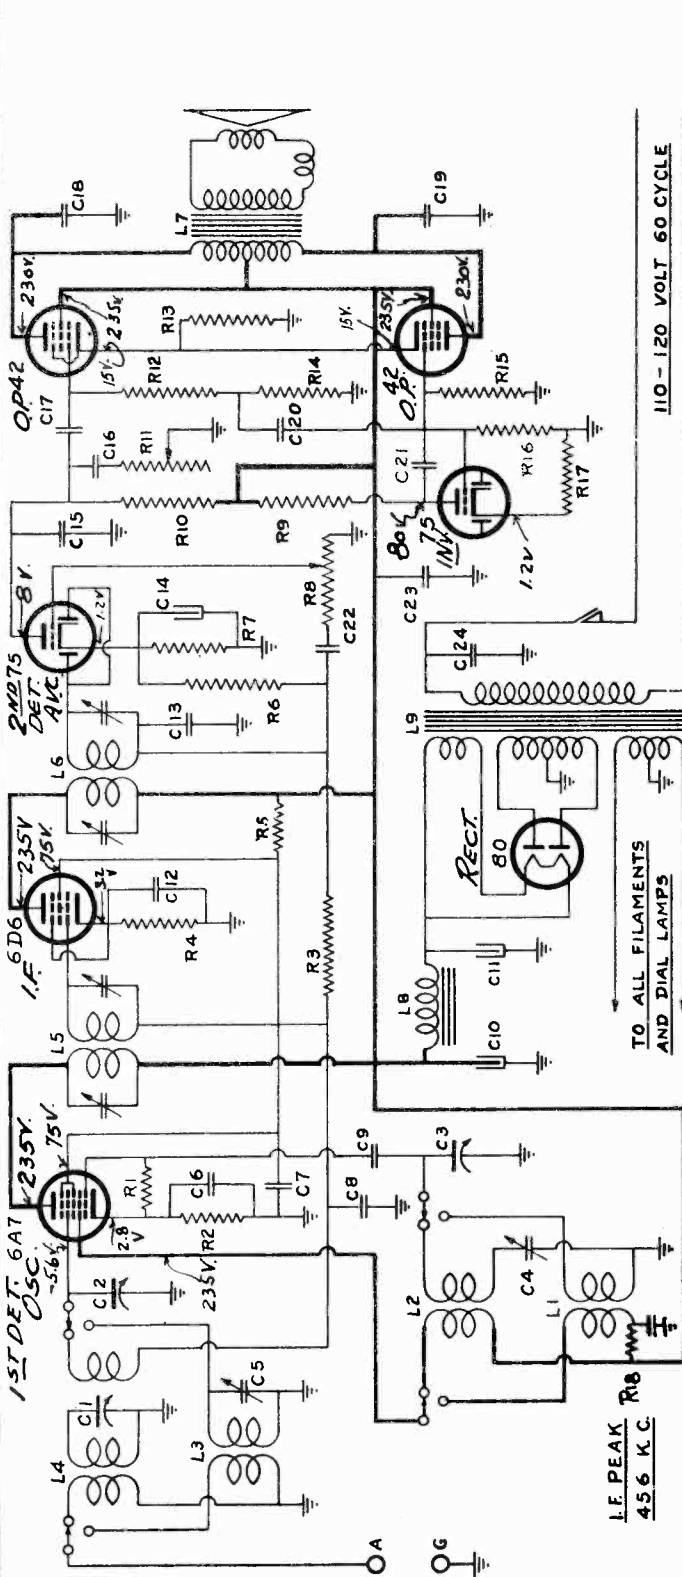 1ST DET. 6A7
OSC.
235V.
75V.
-5.6V.
2.8
V
235V.
6D6
I.F.
235V
75V.
3.2
V
2ND 75
DET.
AVC.
8V.
1.2V
O.P.42
230V.
235V.
15V.
42
O.P.
15V.
235V.
230V.
75
INV.
80V
1.2V
RECT.
80
L4
C1
L3
C5
C2
R1
C6
R2
C7
C8
C9
C3
L2
C4
L1
R18
L5
R3
R4
C12
R5
L6
C13
R6
R7
C14
R8
C22
C15
C16
R11
C17
R10
R9
R12
R13
R14
C20
C21
R15
R16
R17
C18
L7
C19
C23
C24
L9
L8
C10
C11
A
G
I.F. PEAK
456 K.C.
TO ALL FILAMENTS
AND DIAL LAMPS
110-120 VOLT 60 CYCLE